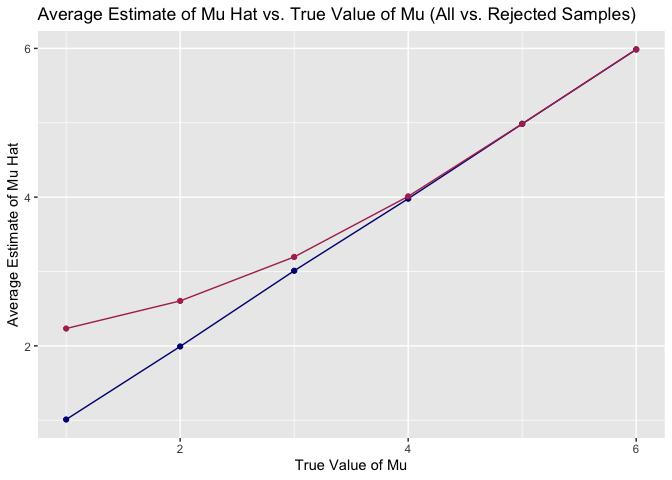 Average Estimate of Mu Hat vs. True Value of Mu (All vs. Rejected Samples)
Average Estimate of Mu Hat
6
4
2
2
4
6
True Value of Mu